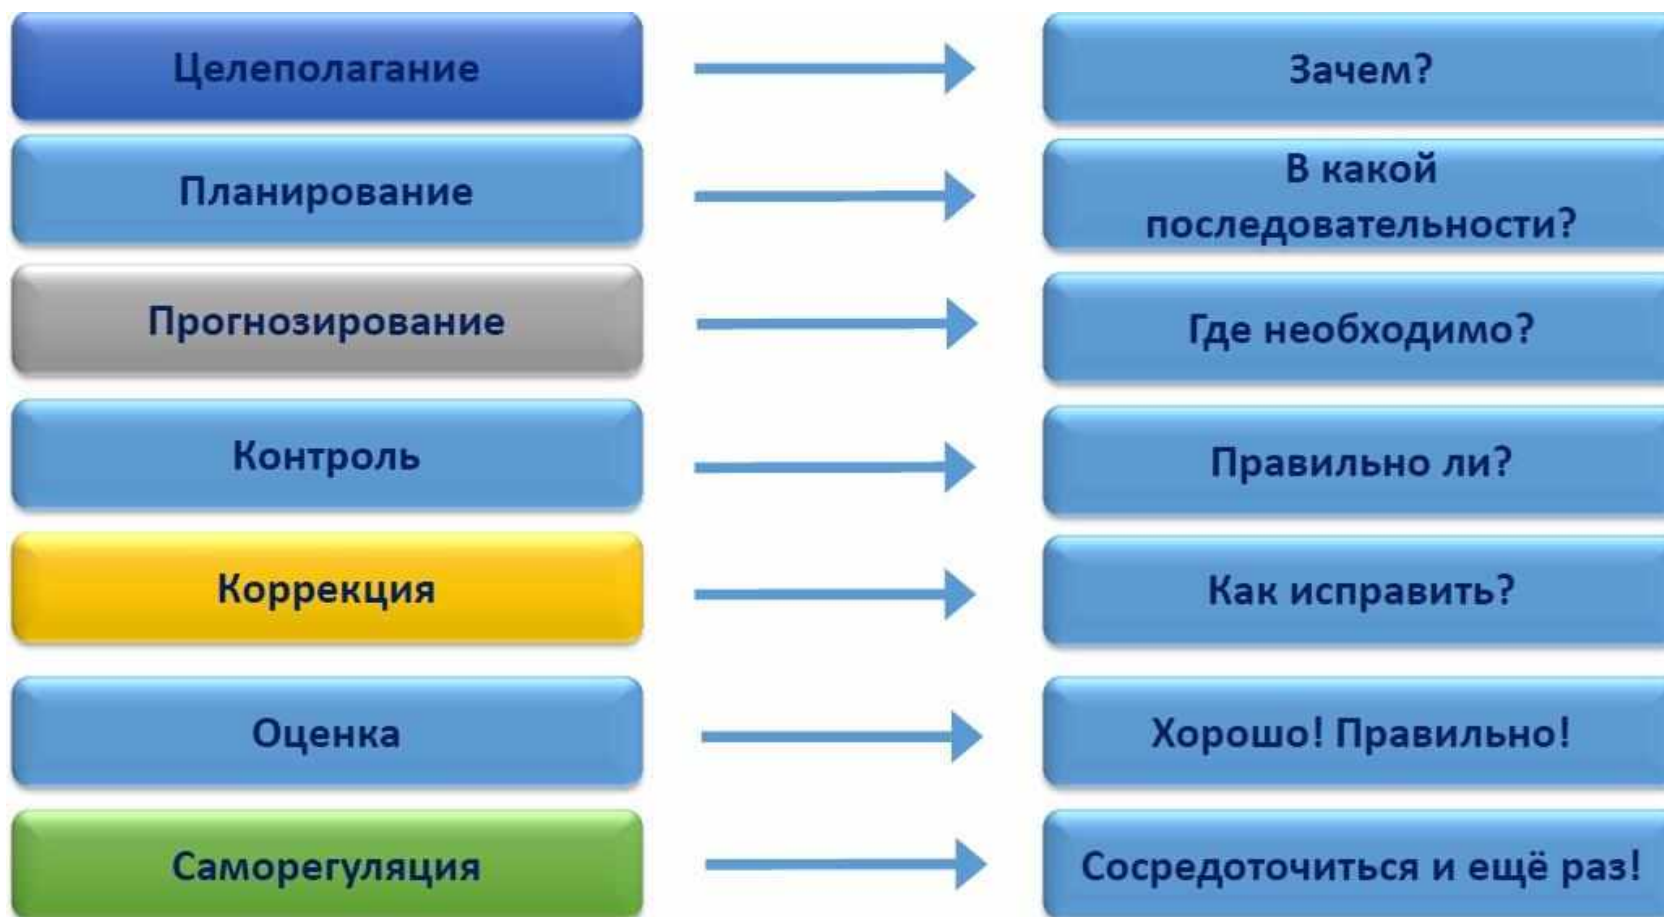 Целеполагание
Зачем?
Планирование
В какой
последовательности?
Прогнозирование
Где необходимо?
Контроль
Правильно ли?
Коррекция
Как исправить?
Оценка
Хорошо! Правильно!
Саморегуляция
Сосредоточиться и ещё раз!